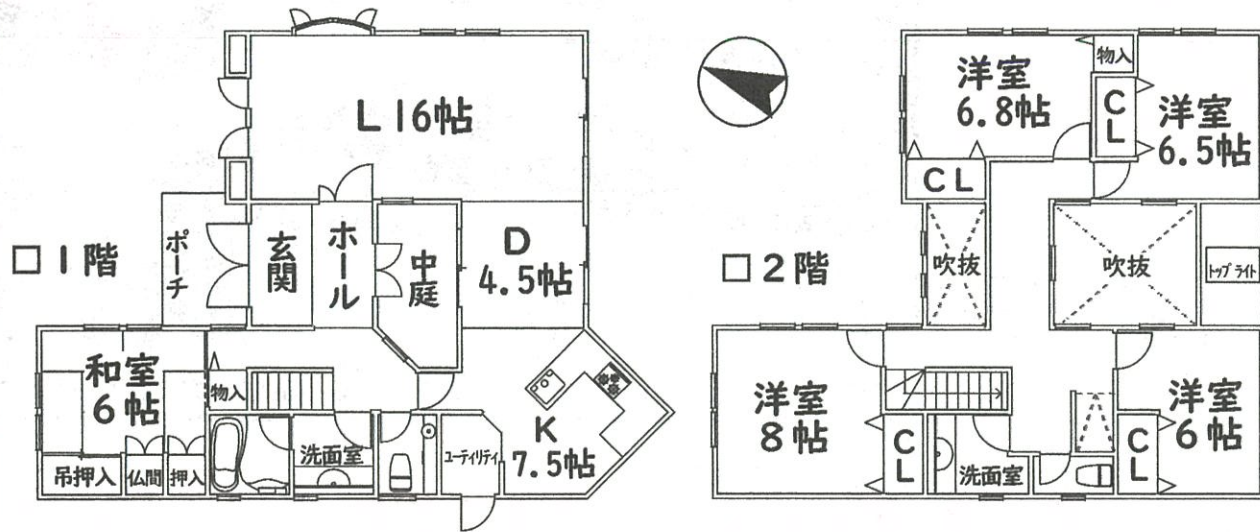 □1階
L16帖
ポーチ
玄関
ホール
中庭
D
4.5帖
和室
6帖
物入
吊押入
仏間
押入
洗面室
ユーティリティ
K
7.5帖
□2階
洋室
6.8帖
物入
CL
洋室
6.5帖
CL
吹抜
吹抜
トップライト
洋室
8帖
CL
洗面室
CL
洋室
6帖